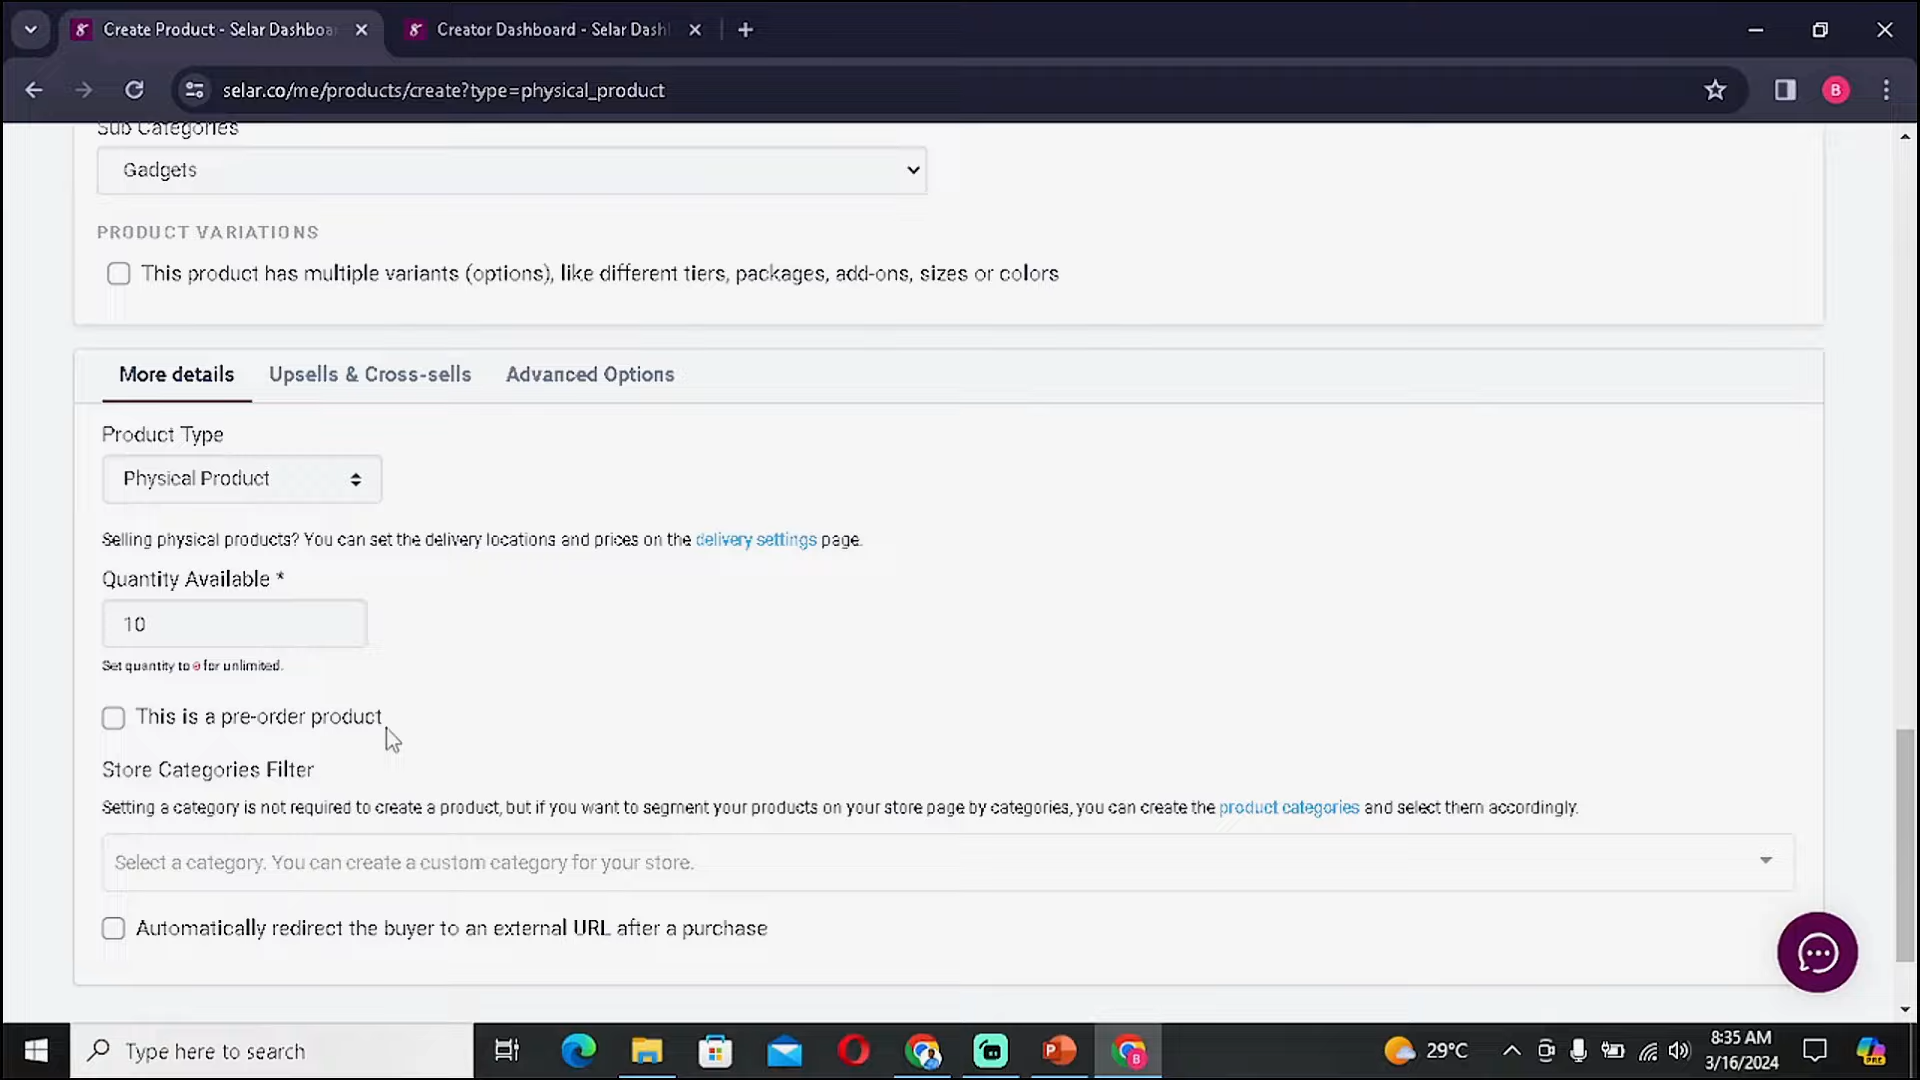 Create Product - Selar Dashboa
Creator Dashboard - Selar Dash
selar.co/me/products/create?type=physical_product
B
Sub Categories
Gadgets
PRODUCT VARIATIONS
This product has multiple variants (options), like different tiers, packages, add-ons, sizes or colors
More details
Upsells & Cross-sells
Advanced Options
Product Type
Physical Product
Selling physical products? You can set the delivery locations and prices on the delivery settings page.
Quantity Available *
10
Set quantity to 0 for unlimited.
This is a pre-order product
Store Categories Filter
Setting a category is not required to create a product, but if you want to segment your products on your store page by categories, you can create the product categories and select them accordingly.
Select a category. You can create a custom category for your store.
Automatically redirect the buyer to an external URL after a purchase
Type here to search
29°C
8:35 AM
3/16/2024